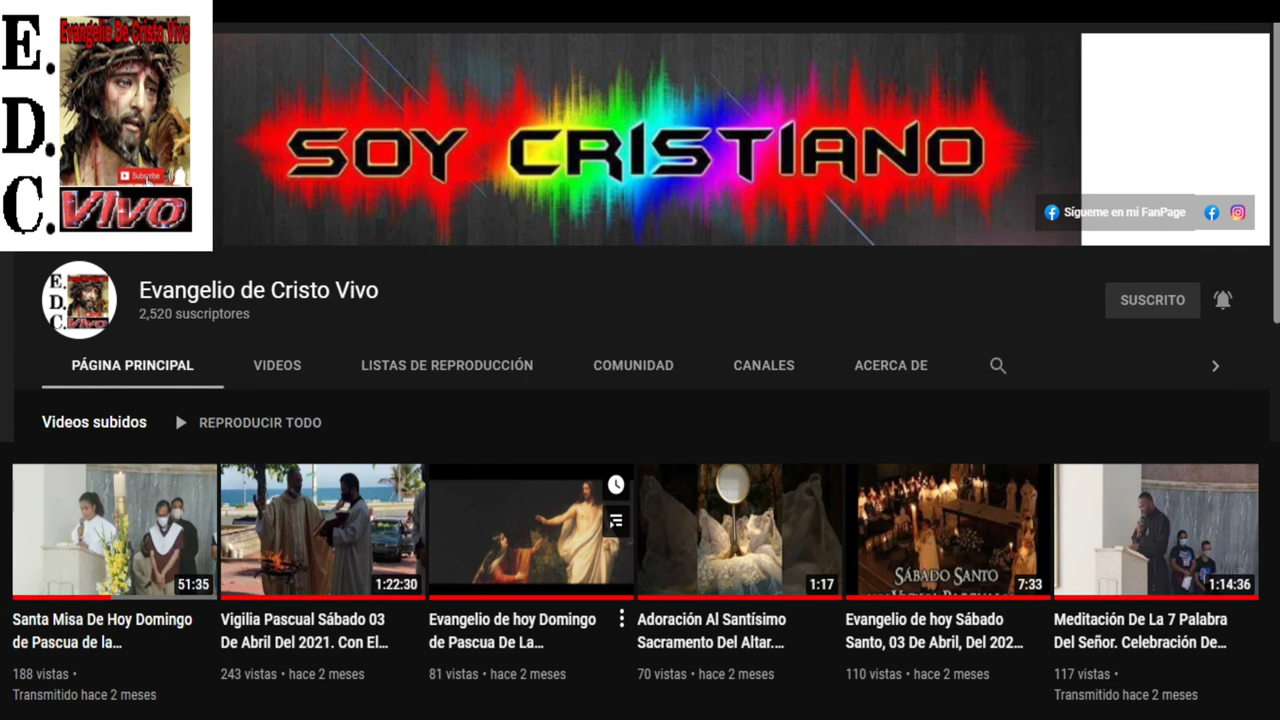 E.
D.
C.
Evangelio De Cristo Vivo
Subscribe
Vivo
SOY CRISTIANO
Sígueme en mi FanPage
Evangelio de Cristo Vivo
2,520 suscriptores
SUSCRITO
PÁGINA PRINCIPAL VIDEOS LISTAS DE REPRODUCCIÓN COMUNIDAD CANALES ACERCA DE
Videos subidos REPRODUCIR TODO
SÁBADO SANTO
51:35 1:22:30 1:17 7:33 1:14:36
Santa Misa De Hoy Domingo
de Pascua de la...
188 vistas •
Transmitido hace 2 meses
Vigilia Pascual Sábado 03
De Abril Del 2021. Con El...
243 vistas • hace 2 meses
Evangelio de hoy Domingo
de Pascua De La...
81 vistas • hace 2 meses
Adoración Al Santísimo
Sacramento Del Altar....
70 vistas • hace 2 meses
Evangelio de hoy Sábado
Santo, 03 De Abril, Del 202...
110 vistas • hace 2 meses
Meditación De La 7 Palabra
Del Señor. Celebración De...
117 vistas •
Transmitido hace 2 meses